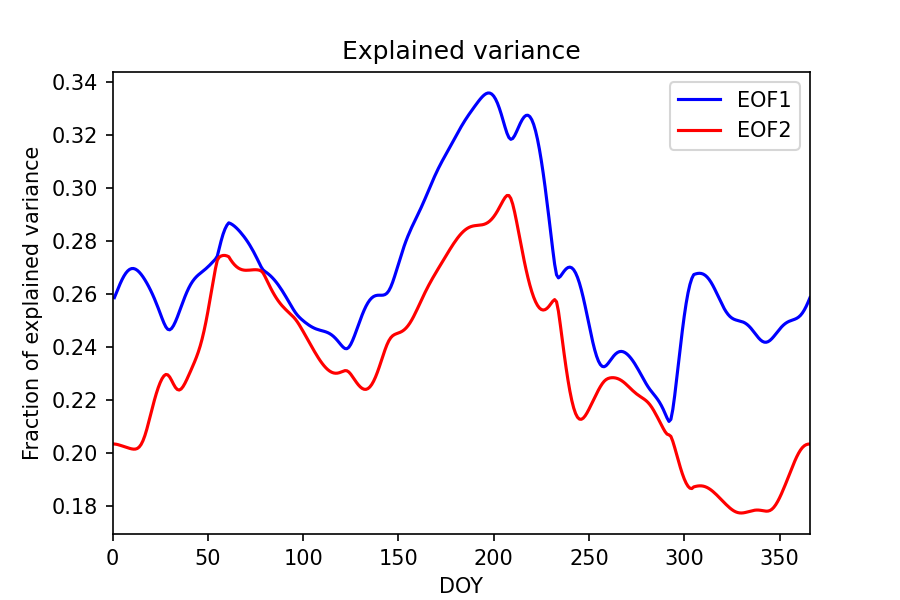 Explained variance
EOF1
EOF2
Fraction of explained variance
0.34
0.32
0.30
0.28
0.26
0.24
0.22
0.20
0.18
0 50 100 150 200 250 300 350
DOY